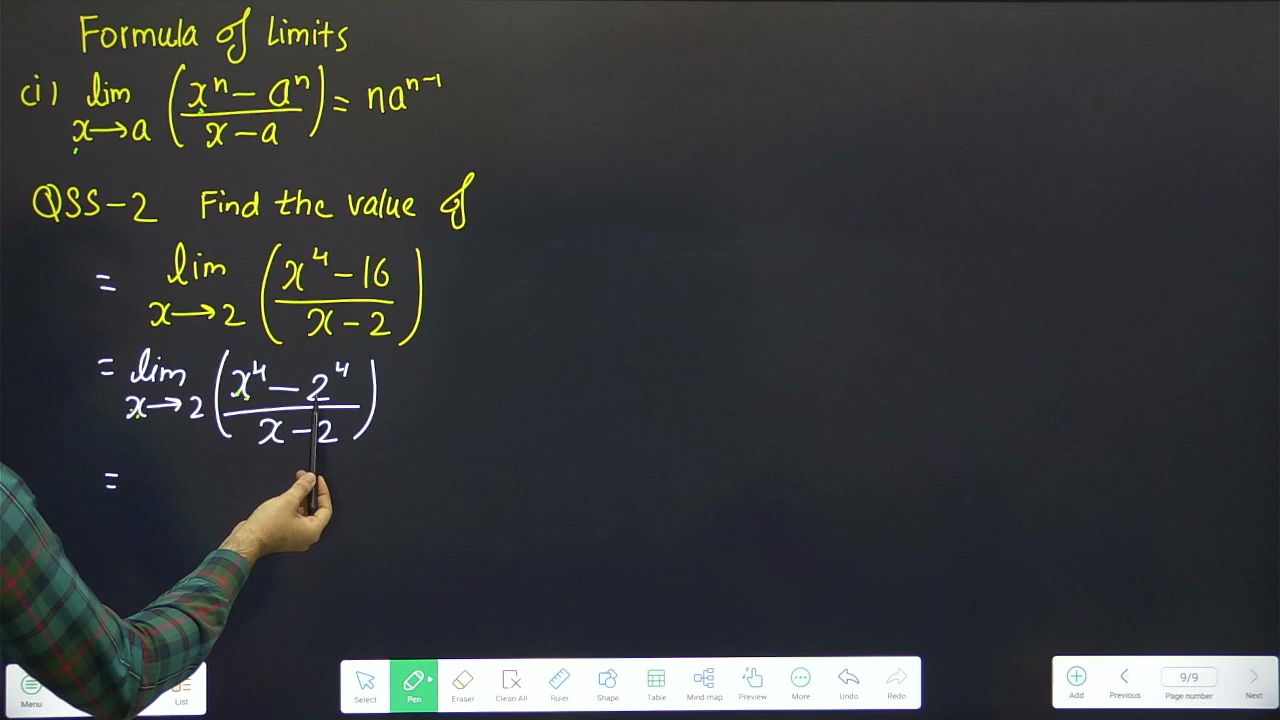 Formula of Limits
(i) lim x→a (xⁿ - aⁿ / x - a) = naⁿ⁻¹
QSS-2 Find the value of
= lim x→2 (x⁴ - 16 / x - 2)
= lim x→2 (x⁴ - 2⁴ / x - 2)
=
Menu List Select Pen Eraser Clean All Ruler Shape Table Mind map Preview More Undo Redo Add Previous 9/9 Page number Next